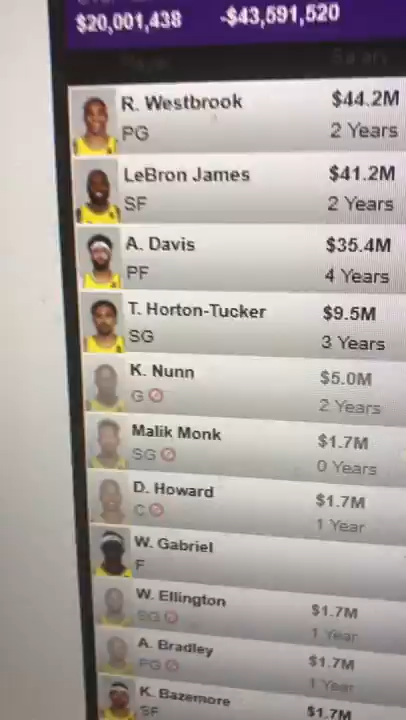 $20,001,438 -$43,591,520
Salary
R. Westbrook $44.2M
PG 2 Years
LeBron James $41.2M
SF 2 Years
A. Davis $35.4M
PF 4 Years
T. Horton-Tucker $9.5M
SG 3 Years
K. Nunn $5.0M
G 2 Years
Malik Monk $1.7M
SG 0 Years
D. Howard $1.7M
C 1 Year
W. Gabriel
F
W. Ellington $1.7M
SG 1 Year
A. Bradley $1.7M
PG 1 Year
K. Bazemore $1.7M
SF